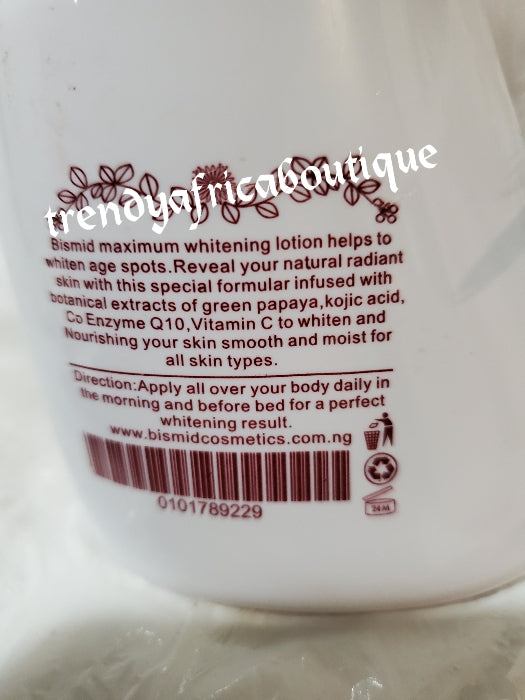 trendyafricaboutique
Bismid maximum whitening lotion helps to
whiten age spots.Reveal your natural radiant
skin with this special formular infused with
botanical extracts of green papaya,kojic acid,
Co Enzyme Q10,Vitamin C to whiten and
Nourishing your skin smooth and moist for
all skin types.
Direction:Apply all over your body daily in
the morning and before bed for a perfect
whitening result.
www.bismidcosmetics.com.ng
0101789229
24M